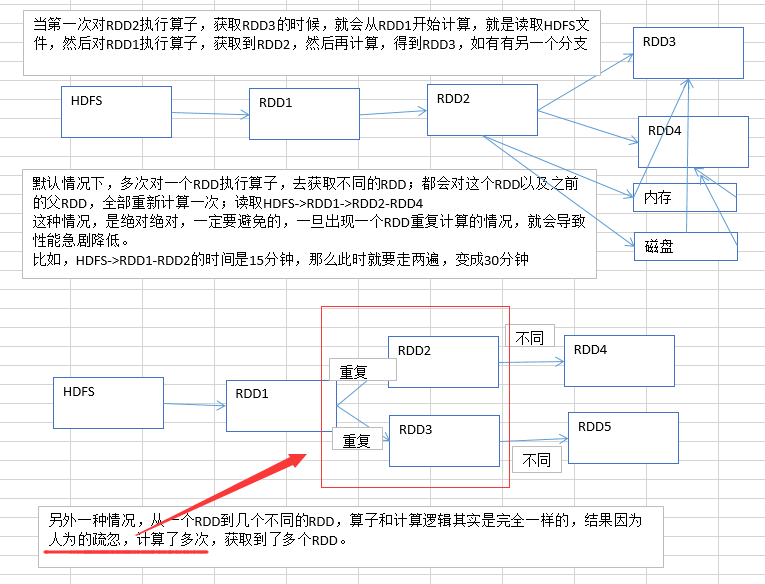 当第一次对RDD2执行算子，获取RDD3的时候，就会从RDD1开始计算，就是读取HDFS文
件，然后对RDD1执行算子，获取到RDD2，然后再计算，得到RDD3，如有有另一个分支
RDD3
HDFS
RDD1
RDD2
RDD4
默认情况下，多次对一个RDD执行算子，去获取不同的RDD；都会对这个RDD以及之前
的父RDD，全部重新计算一次；读取HDFS->RDD1->RDD2-RDD4
这种情况，是绝对绝对，一定要避免的，一旦出现一个RDD重复计算的情况，就会导致
性能急剧降低。
比如，HDFS->RDD1-RDD2的时间是15分钟，那么此时就要走两遍，变成30分钟
内存
磁盘
HDFS
RDD1
重复
RDD2
不同
RDD4
重复
RDD3
不同
RDD5
另外一种情况，从一个RDD到几个不同的RDD，算子和计算逻辑其实是完全一样的，结果因为
人为的疏忽，计算了多次，获取到了多个RDD。